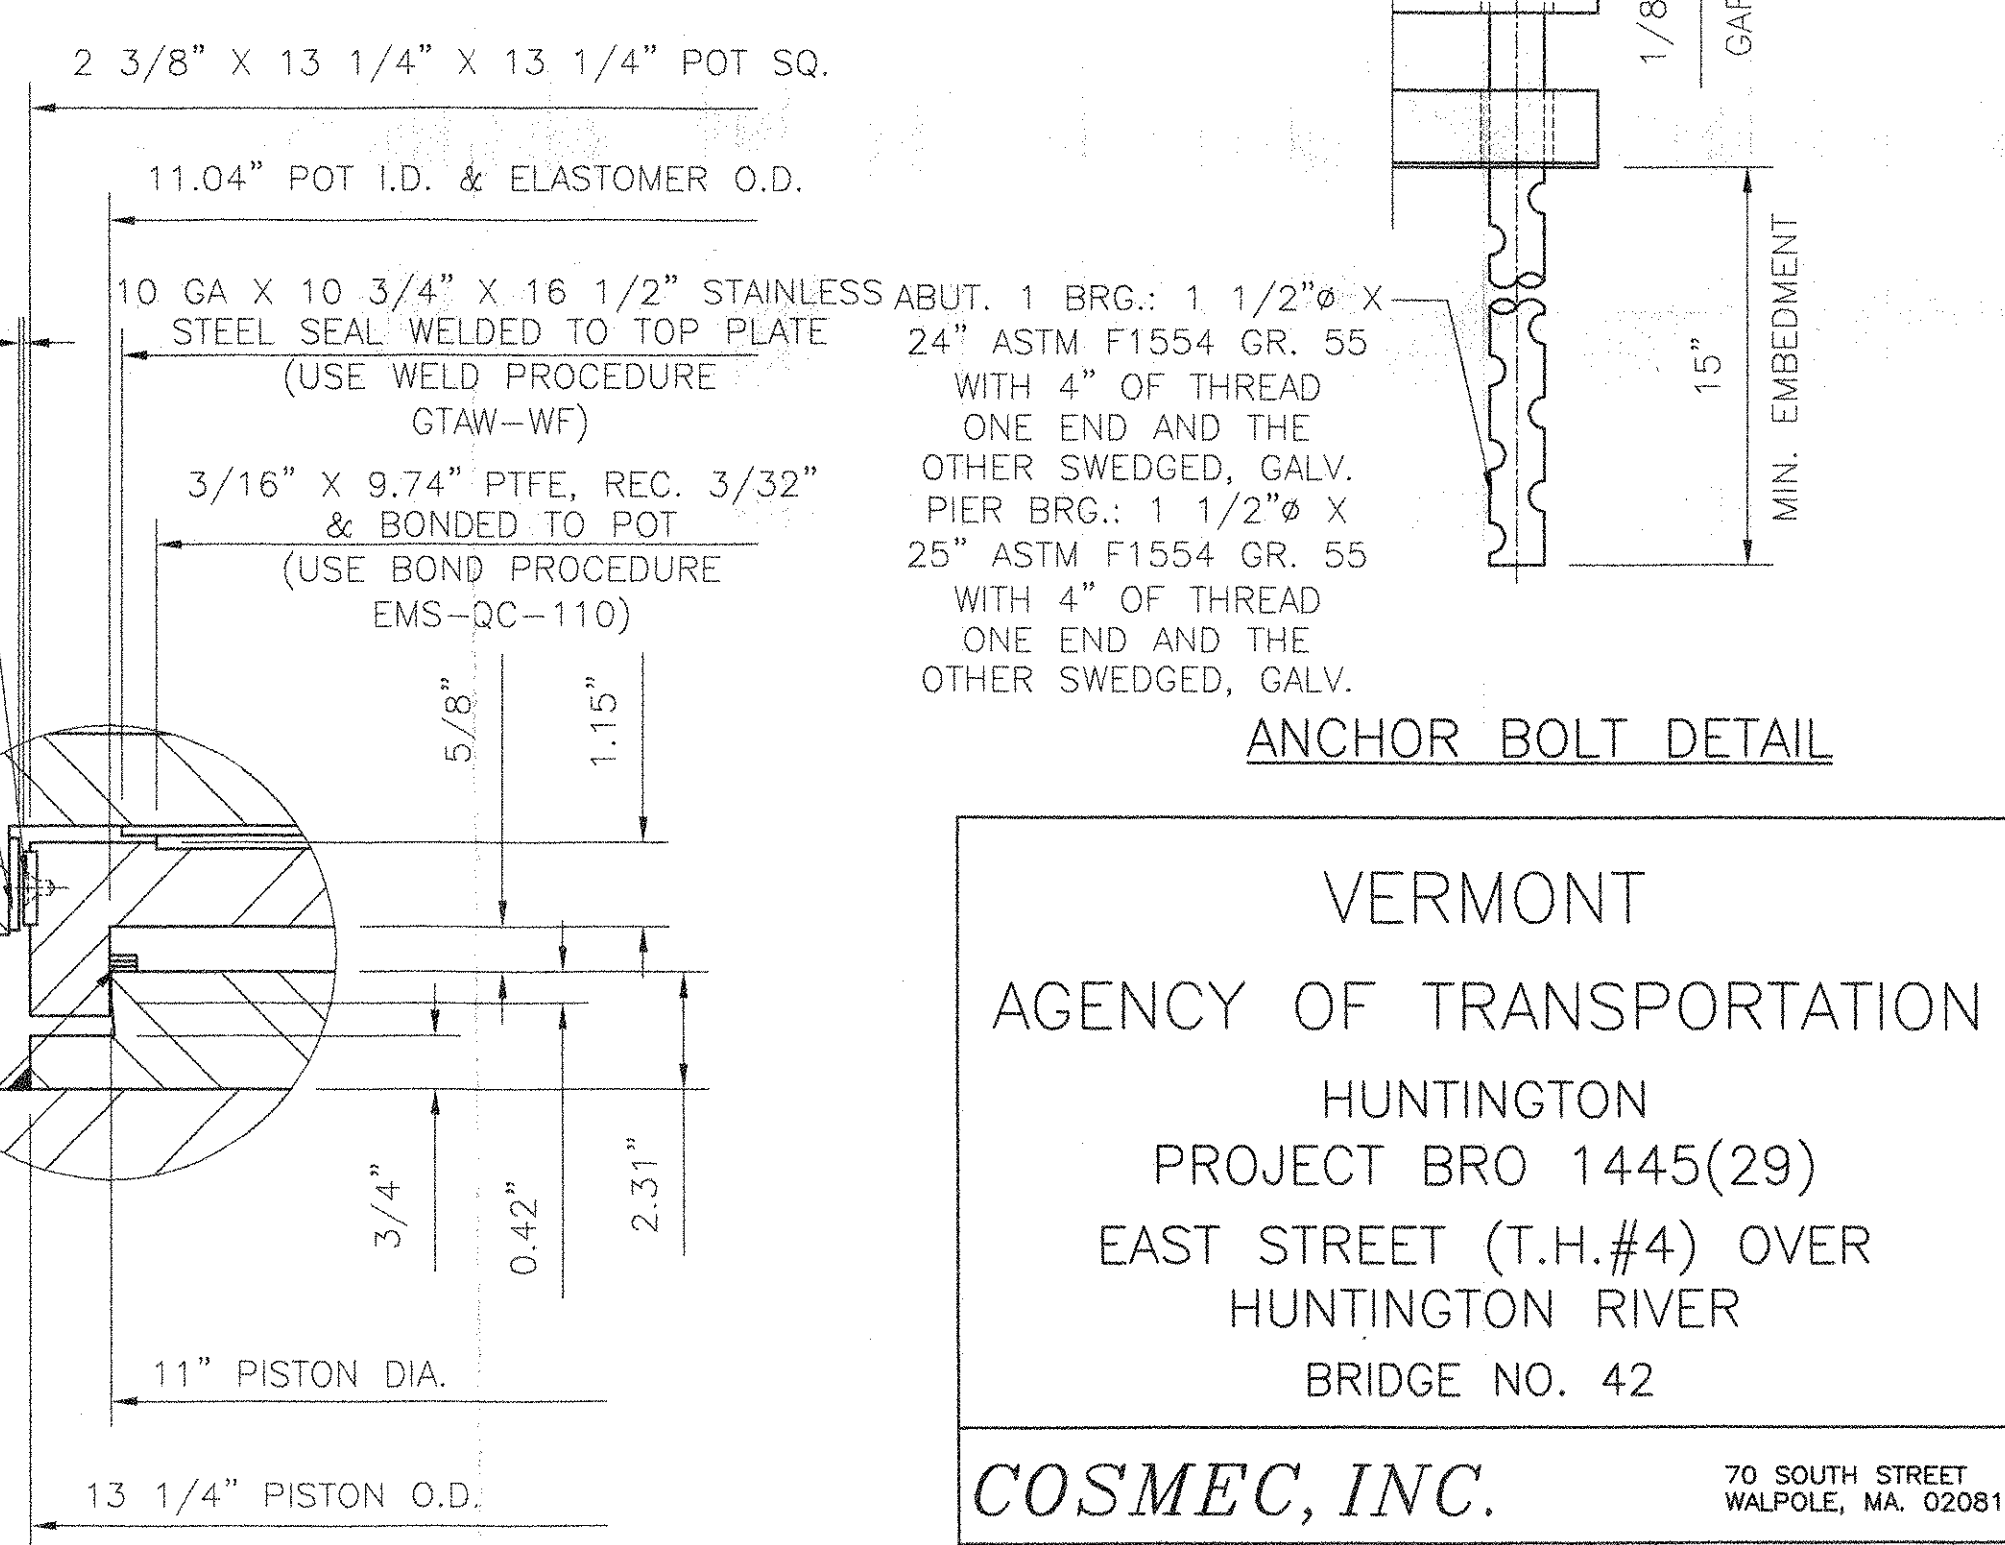 2 3/8" X 13 1/4" X 13 1/4" POT SQ.
11.04" POT I.D. & ELASTOMER O.D.
10 GA X 10 3/4" X 16 1/2" STAINLESS
STEEL SEAL WELDED TO TOP PLATE
(USE WELD PROCEDURE
GTAW-WF)
3/16" X 9.74" PTFE, REC. 3/32"
& BONDED TO POT
(USE BOND PROCEDURE
EMS-QC-110)
5/8"
1.15"
3/4"
0.42"
2.31"
11" PISTON DIA.
13 1/4" PISTON O.D.
1/8
ABUT. 1 BRG.: 1 1/2"ø X
24" ASTM F1554 GR. 55
WITH 4" OF THREAD
ONE END AND THE
OTHER SWEDGED, GALV.
PIER BRG.: 1 1/2"ø X
25" ASTM F1554 GR. 55
WITH 4" OF THREAD
ONE END AND THE
OTHER SWEDGED, GALV.
15"
MIN. EMBEDMENT
ANCHOR BOLT DETAIL
VERMONT
AGENCY OF TRANSPORTATION
HUNTINGTON
PROJECT BRO 1445(29)
EAST STREET (T.H.#4) OVER
HUNTINGTON RIVER
BRIDGE NO. 42
COSMEC, INC.
70 SOUTH STREET
WALPOLE, MA. 02081